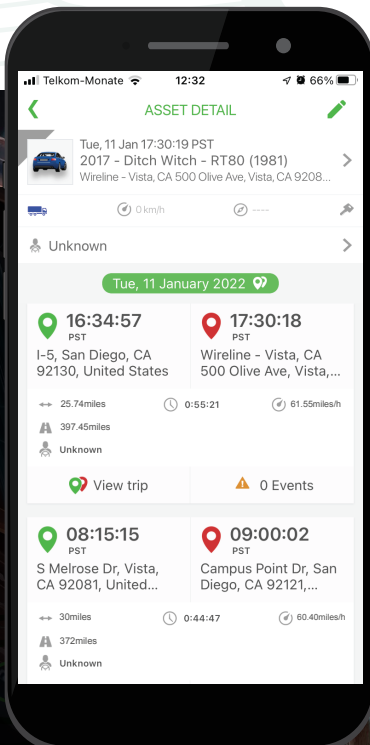 Telkom-Monate 12:32 66%
ASSET DETAIL
Tue, 11 Jan 17:30:19 PST
2017 - Ditch Witch - RT80 (1981)
Wireline - Vista, CA 500 Olive Ave, Vista, CA 9208...
0 km/h ----
Unknown
Tue, 11 January 2022
16:34:57 17:30:18
PST PST
I-5, San Diego, CA Wireline - Vista, CA
92130, United States 500 Olive Ave, Vista,...
25.74miles 0:55:21 61.55miles/h
397.45miles
Unknown
View trip 0 Events
08:15:15 09:00:02
PST PST
S Melrose Dr, Vista, Campus Point Dr, San
CA 92081, United... Diego, CA 92121,...
30miles 0:44:47 60.40miles/h
372miles
Unknown